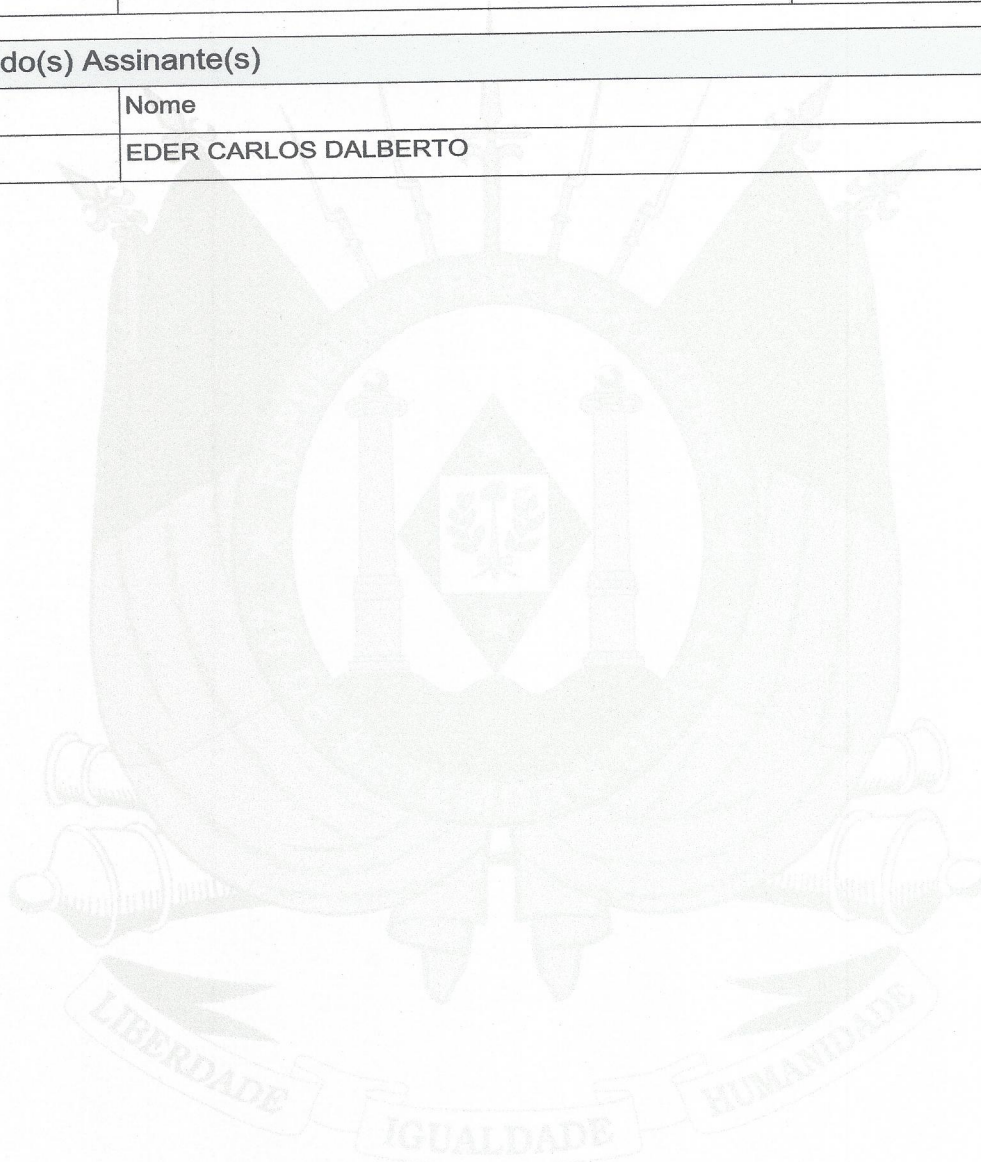 do(s) Assinante(s)
Nome
EDER CARLOS DALBERTO
LIBERDADE
IGUALDADE
HUMANIDADE